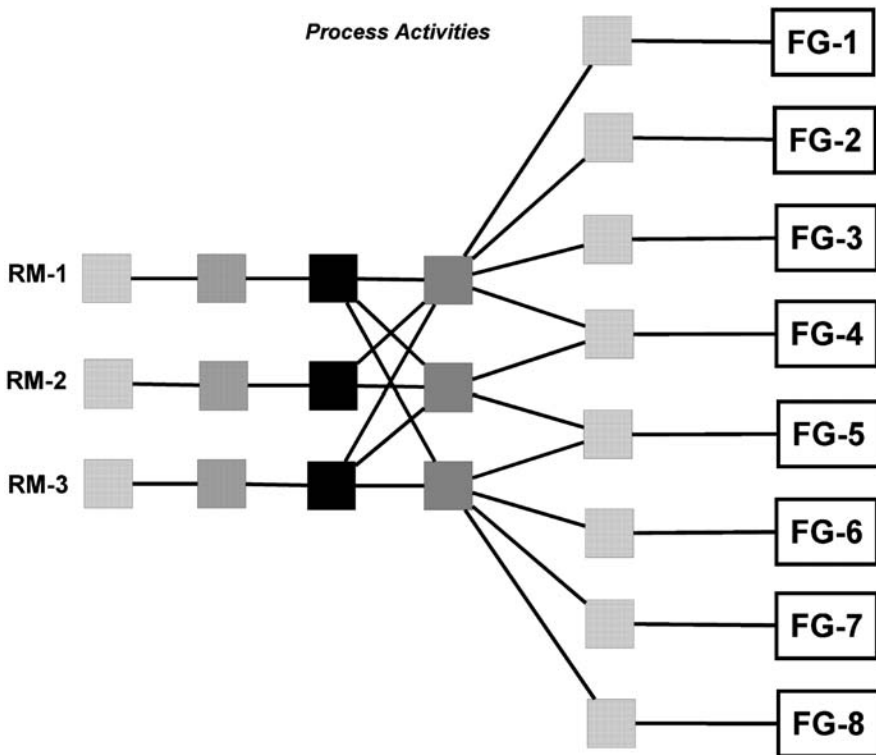 Process Activities
FG-1
FG-2
FG-3
RM-1
FG-4
RM-2
FG-5
RM-3
FG-6
FG-7
FG-8